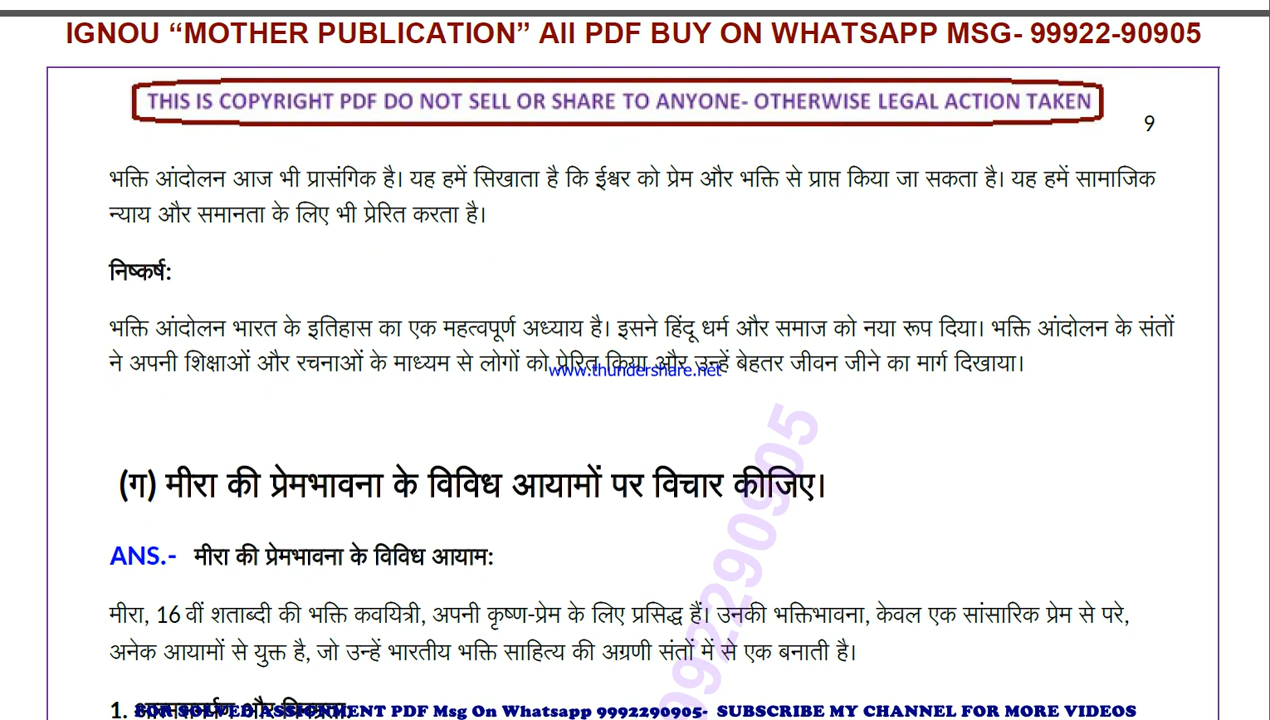 IGNOU “MOTHER PUBLICATION” All PDF BUY ON WHATSAPP MSG- 99922-90905
THIS IS COPYRIGHT PDF DO NOT SELL OR SHARE TO ANYONE- OTHERWISE LEGAL ACTION TAKEN
9
भक्ति आंदोलन आज भी प्रासंगिक है। यह हमें सिखाता है कि ईश्वर को प्रेम और भक्ति से प्राप्त किया जा सकता है। यह हमें सामाजिक
न्याय और समानता के लिए भी प्रेरित करता है।
निष्कर्ष:
भक्ति आंदोलन भारत के इतिहास का एक महत्वपूर्ण अध्याय है। इसने हिंदू धर्म और समाज को नया रूप दिया। भक्ति आंदोलन के संतों
ने अपनी शिक्षाओं और रचनाओं के माध्यम से लोगों को प्रेरित किया और उन्हें बेहतर जीवन जीने का मार्ग दिखाया।
www.thundershare.net
(ग) मीरा की प्रेमभावना के विविध आयामों पर विचार कीजिए।
ANS.- मीरा की प्रेमभावना के विविध आयाम:
मीरा, 16 वीं शताब्दी की भक्ति कवयित्री, अपनी कृष्ण-प्रेम के लिए प्रसिद्ध हैं। उनकी भक्तिभावना, केवल एक सांसारिक प्रेम से परे,
अनेक आयामों से युक्त है, जो उन्हें भारतीय भक्ति साहित्य की अग्रणी संतों में से एक बनाती है।
9992290905
1. और
FOR SOLVED ASSIGNMENT PDF Msg On Whatsapp 9992290905- SUBSCRIBE MY CHANNEL FOR MORE VIDEOS